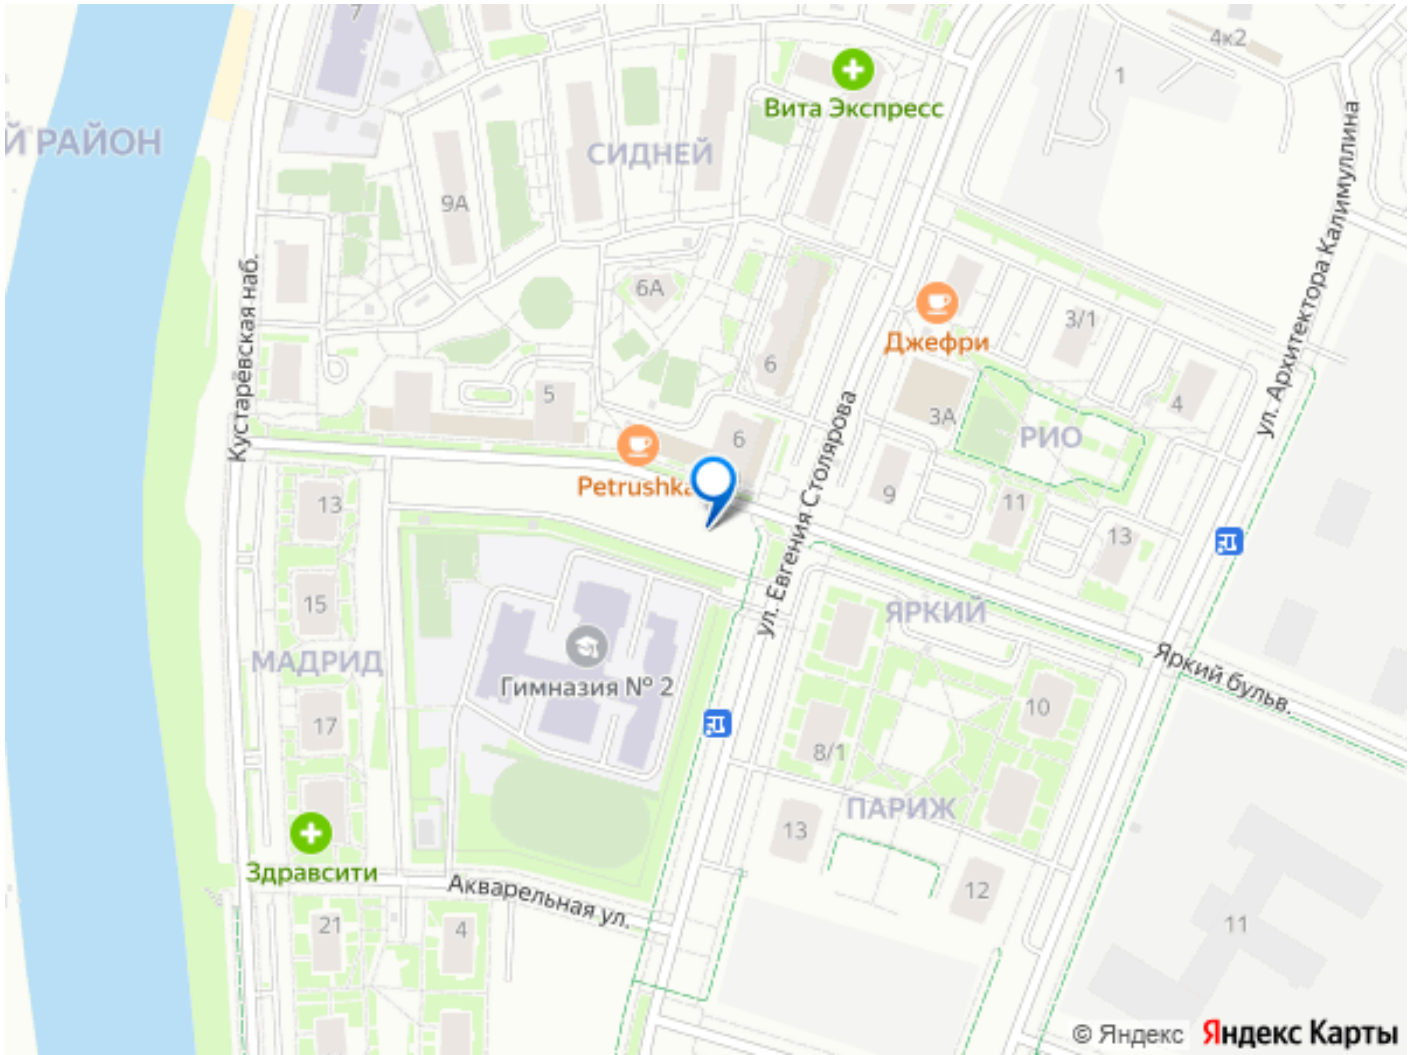 7
4к2
1
Вита Экспресс
Й РАЙОН
СИДНЕЙ
9А
ул. Архитектора Калимуллина
Кустаревская наб.
6А
3/1
Джефри
6
5
4
3А
РИО
6
Petrushka
9
11
13
13
ул. Евгения Столярова
15
ЯРКИЙ
МАДРИД
Яркий бульв.
Гимназия № 2
17
10
8/1
ПАРИЖ
13
Здравсити
Акварельная ул.
12
21
4
11
© Яндекс
Яндекс Карты